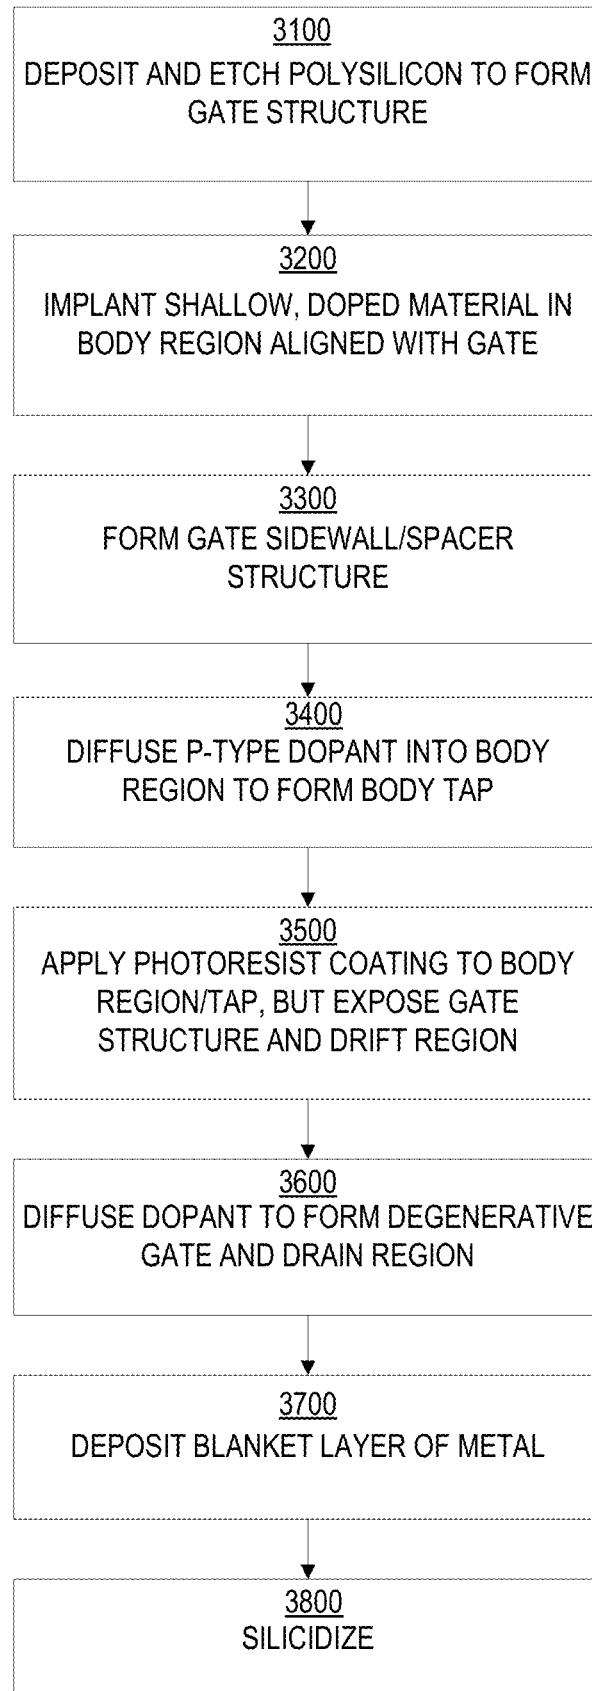 3100
DEPOSIT AND ETCH POLYSILICON TO FORM
GATE STRUCTURE
3200
IMPLANT SHALLOW, DOPED MATERIAL IN
BODY REGION ALIGNED WITH GATE
3300
FORM GATE SIDEWALL/SPACER
STRUCTURE
3400
DIFFUSE P-TYPE DOPANT INTO BODY
REGION TO FORM BODY TAP
3500
APPLY PHOTORESIST COATING TO BODY
REGION/TAP, BUT EXPOSE GATE
STRUCTURE AND DRIFT REGION
3600
DIFFUSE DOPANT TO FORM DEGENERATIVE
GATE AND DRAIN REGION
3700
DEPOSIT BLANKET LAYER OF METAL
3800
SILICIDIZE